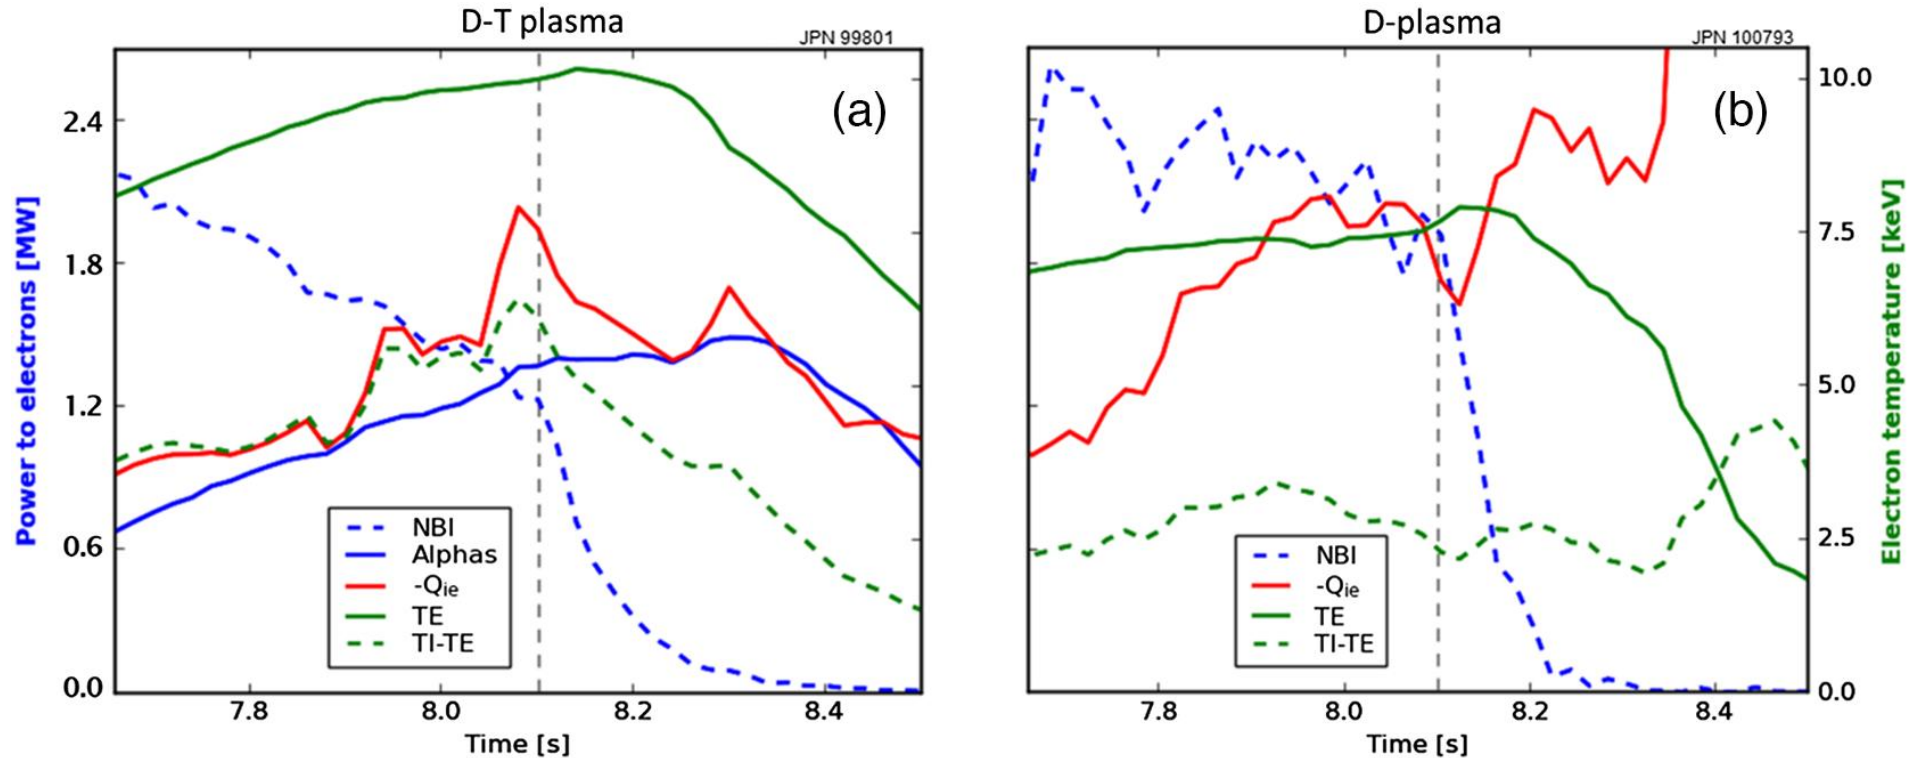 D-T plasma
JPN 99801
(a)
Power to electrons [MW]
2.4
1.8
1.2
0.6
0.0
NBI
Alphas
-Qie
TE
TI-TE
7.8 8.0 8.2 8.4
Time [s]
D-plasma
JPN 100793
(b)
NBI
-Qie
TE
TI-TE
7.8 8.0 8.2 8.4
Time [s]
10.0
7.5
5.0
2.5
0.0
Electron temperature [keV]